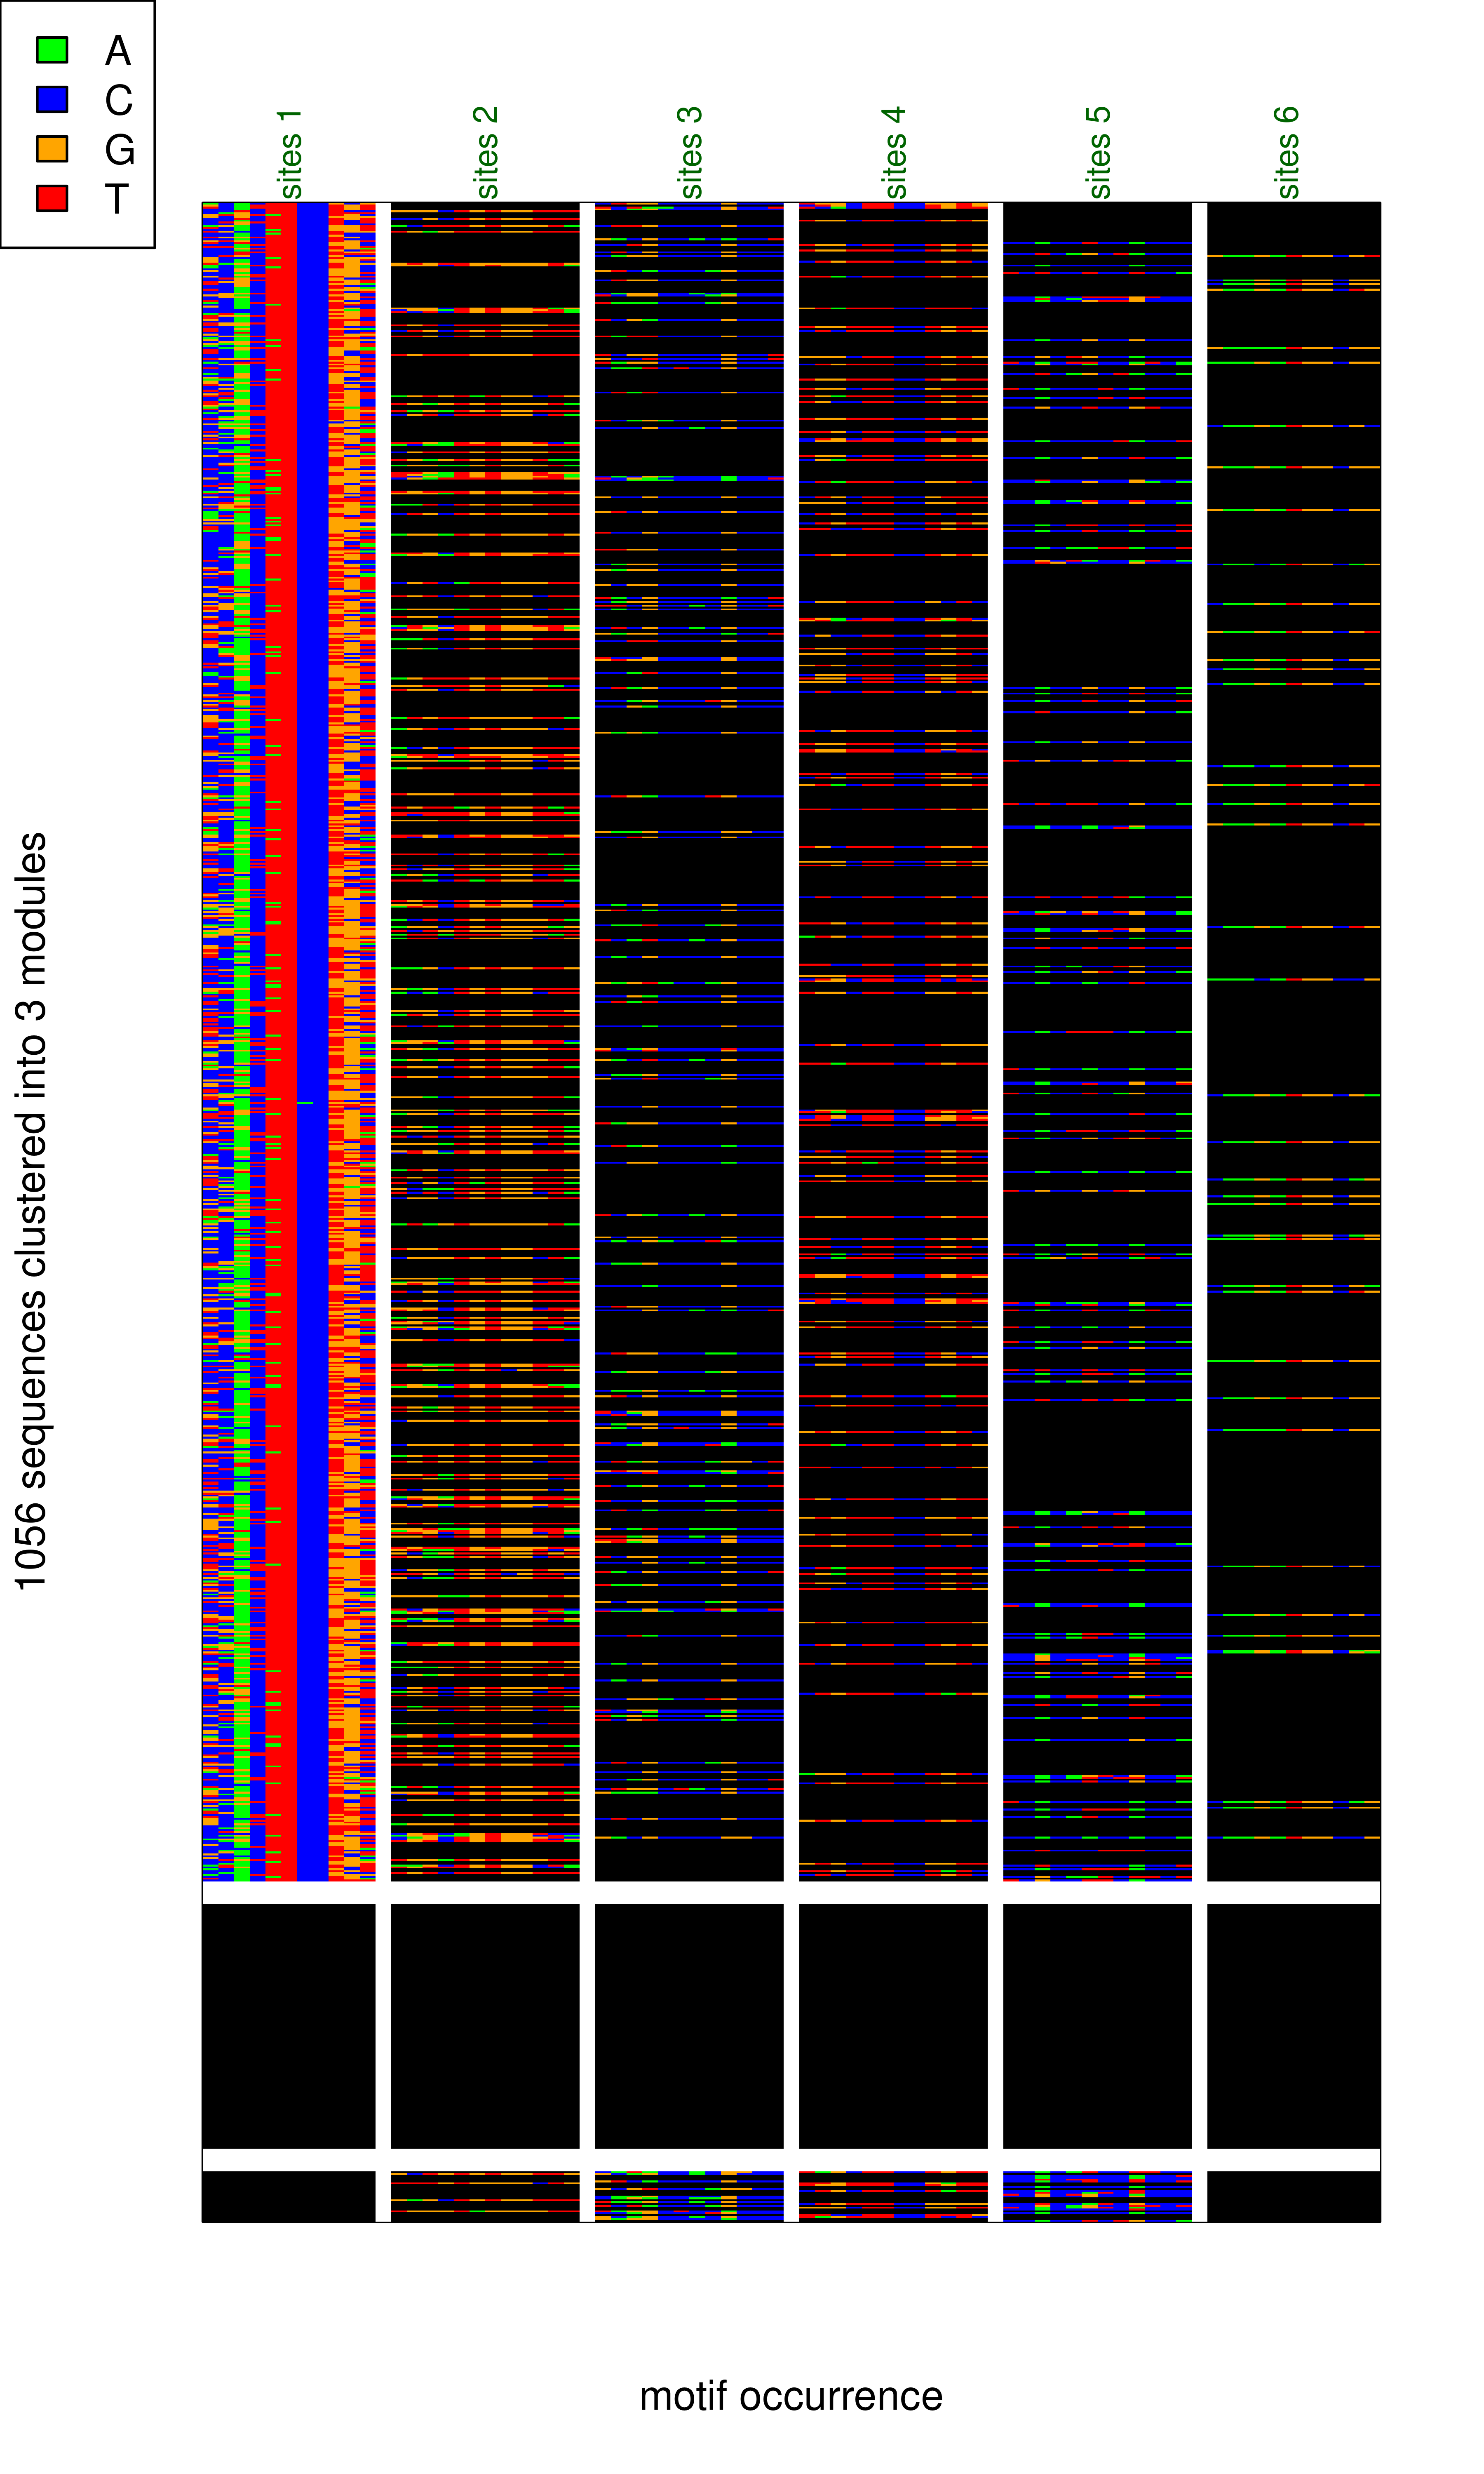 A
C
G
T
sites 1
sites 2
sites 3
sites 4
sites 5
sites 6
1056 sequences clustered into 3 modules
motif occurrence